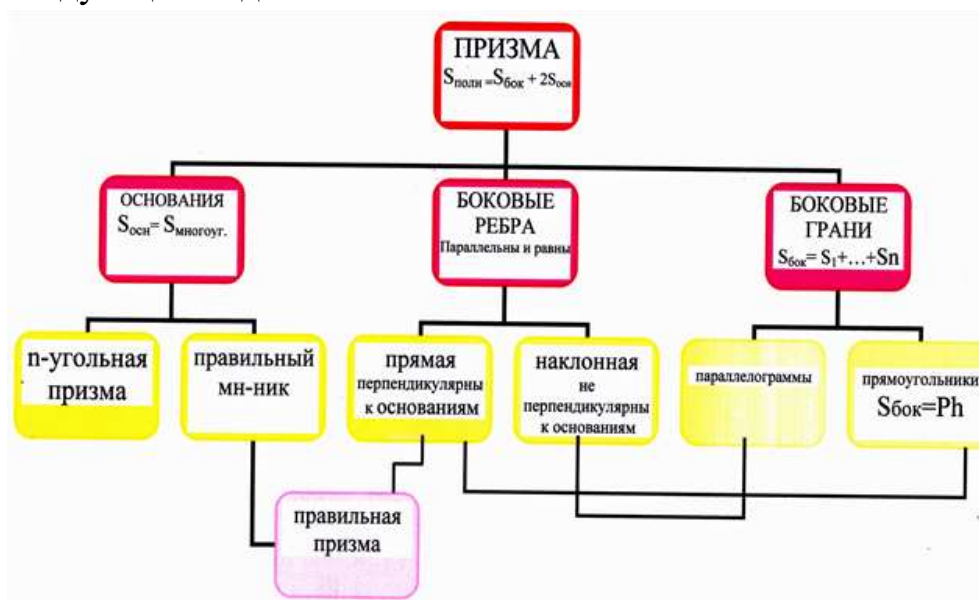 ПРИЗМА
Sполн =Sбок + 2Sосн
ОСНОВАНИЯ
Sосн= Sмногоуг.
БОКОВЫЕ
РЕБРА
Параллельны и равны
БОКОВЫЕ
ГРАНИ
Sбок= S1+…+Sn
n-угольная
призма
правильный
мн-ник
прямая
перпендикулярны
к основаниям
наклонная
не
перпендикулярны
к основаниям
параллелограммы
прямоугольники
Sбок=Ph
правильная
призма